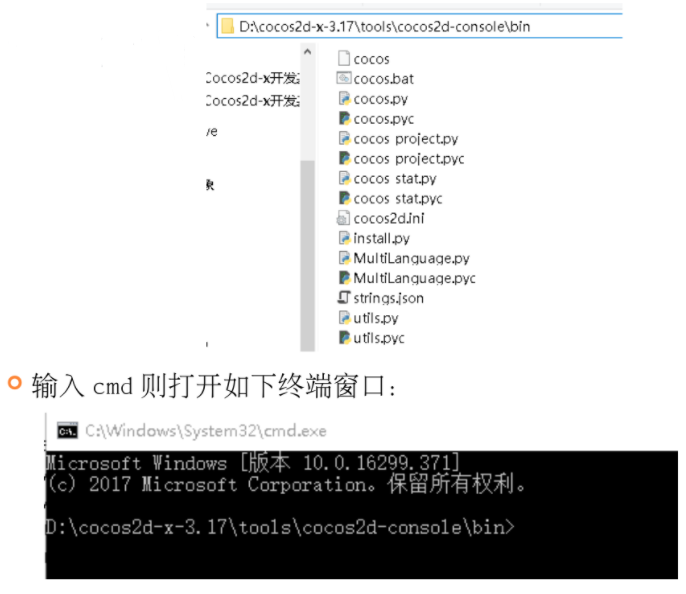 D:\cocos2d-x-3.17\tools\cocos2d-console\bin
cocos
Cocos2d-x开发
cocos.bat
cocos.py
Cocos2d-x开发
cocos.pyc
ve
cocos project.py
cocos project.pyc
cocos stat.py
cocos stat.pyc
cocos2d.ini
install.py
MultiLanguage.py
MultiLanguage.pyc
strings.json
utils.py
utils.pyc
输入 cmd 则打开如下终端窗口：
C:\Windows\System32\cmd.exe
Microsoft Windows [版本 10.0.16299.371]
(c) 2017 Microsoft Corporation。保留所有权利。
D:\cocos2d-x-3.17\tools\cocos2d-console\bin>